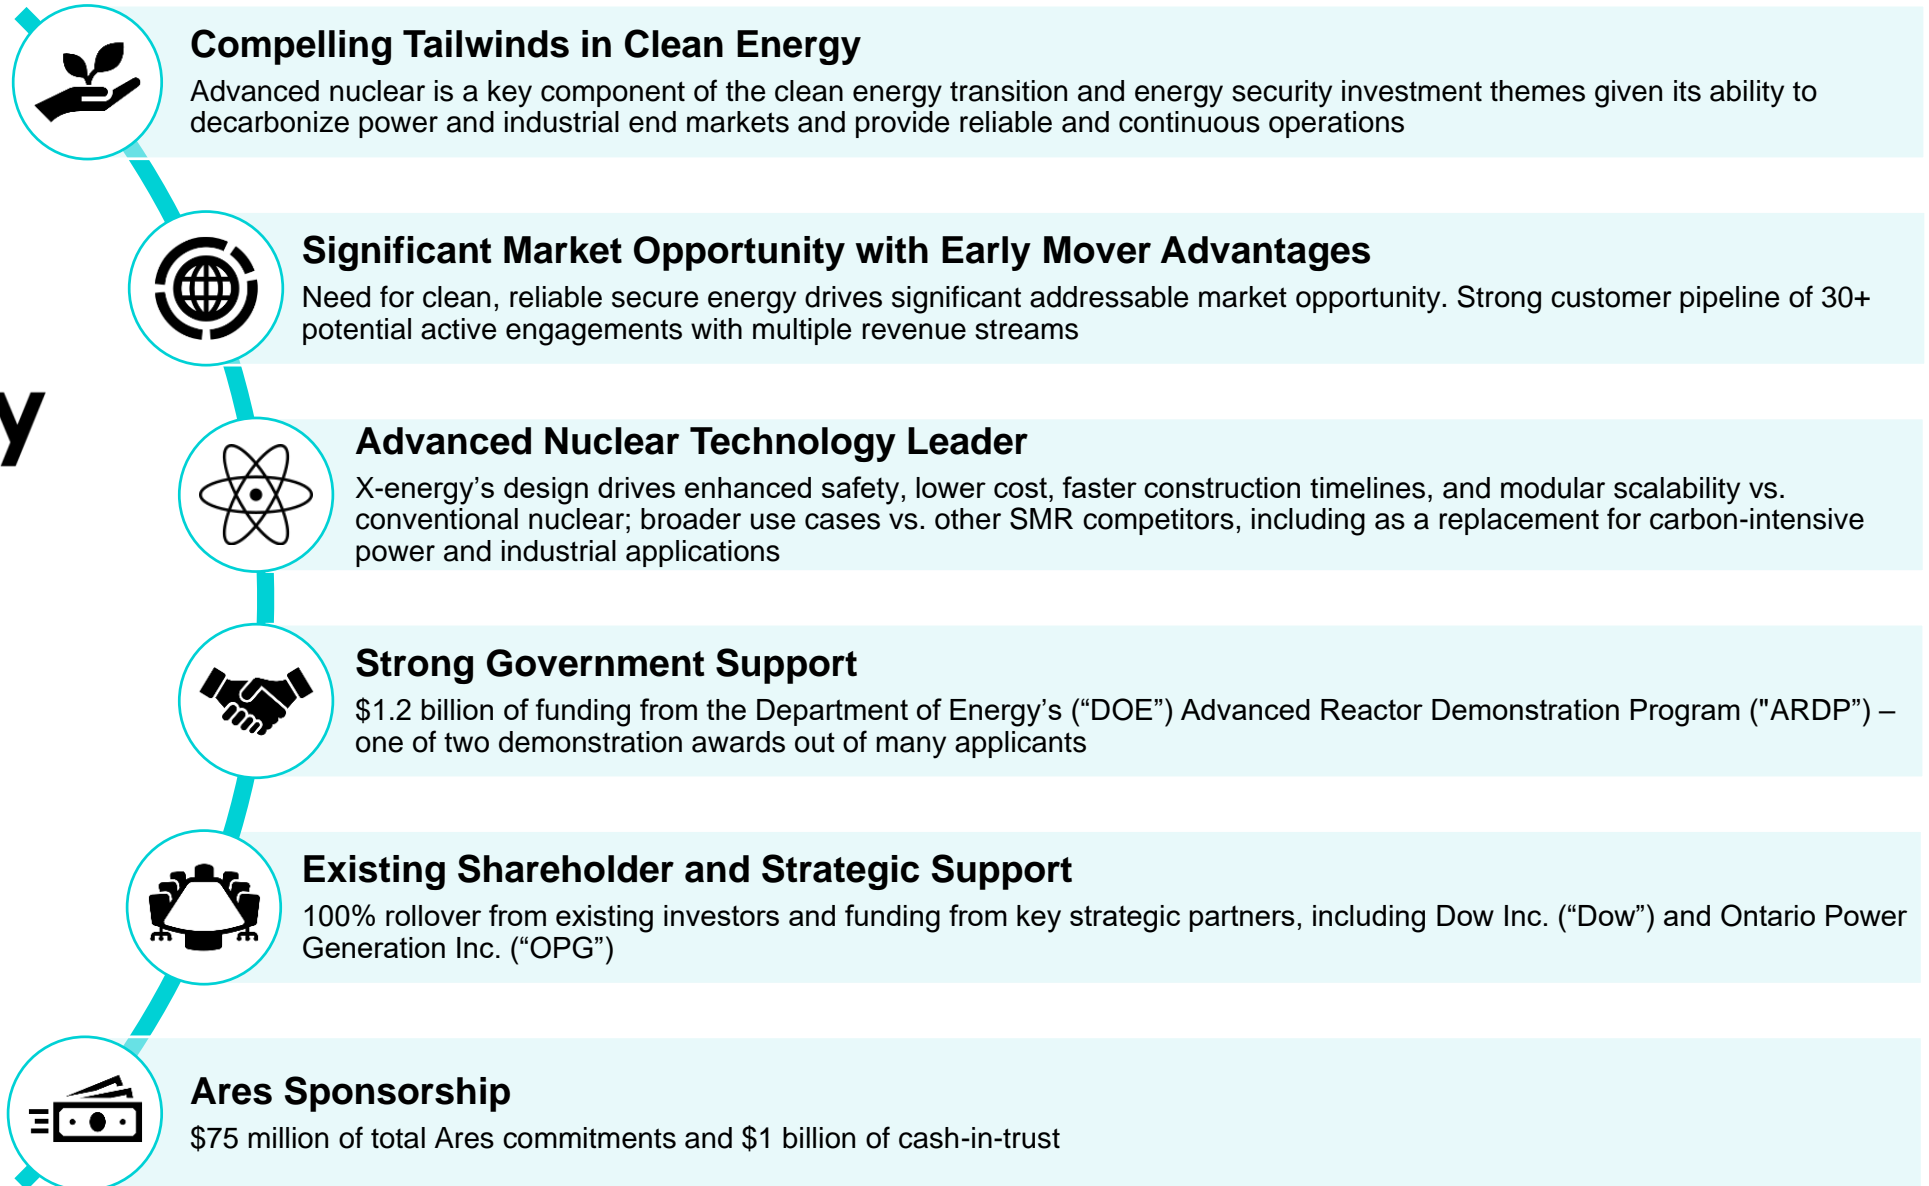 Compelling Tailwinds in Clean Energy
Advanced nuclear is a key component of the clean energy transition and energy security investment themes given its ability to
decarbonize power and industrial end markets and provide reliable and continuous operations
Significant Market Opportunity with Early Mover Advantages
Need for clean, reliable secure energy drives significant addressable market opportunity. Strong customer pipeline of 30+
potential active engagements with multiple revenue streams
y
Advanced Nuclear Technology Leader
X-energy’s design drives enhanced safety, lower cost, faster construction timelines, and modular scalability vs.
conventional nuclear; broader use cases vs. other SMR competitors, including as a replacement for carbon-intensive
power and industrial applications
Strong Government Support
$1.2 billion of funding from the Department of Energy’s (“DOE”) Advanced Reactor Demonstration Program ("ARDP”) –
one of two demonstration awards out of many applicants
Existing Shareholder and Strategic Support
100% rollover from existing investors and funding from key strategic partners, including Dow Inc. (“Dow”) and Ontario Power
Generation Inc. (“OPG”)
Ares Sponsorship
$75 million of total Ares commitments and $1 billion of cash-in-trust